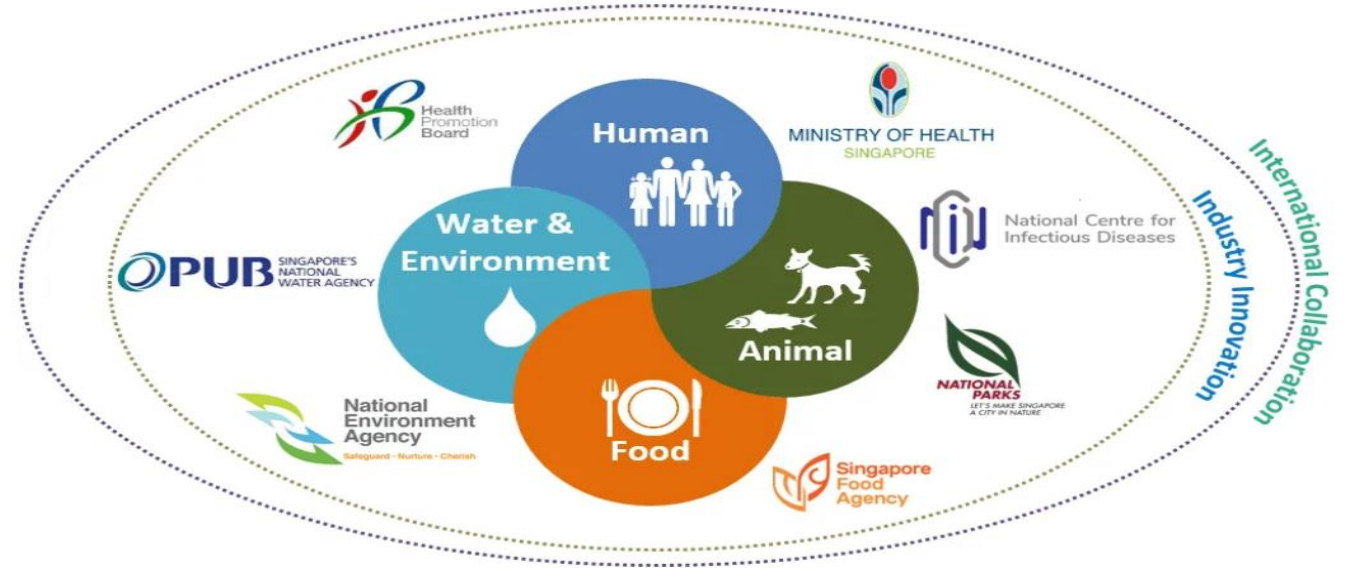 Health
Promotion
Board
Human
MINISTRY OF HEALTH
SINGAPORE
Water &
Environment
National Centre for
Infectious Diseases
PUB
SINGAPORE'S
NATIONAL
WATER AGENCY
Animal
NATIONAL
PARKS
LET'S MAKE SINGAPORE
A CITY IN NATURE
National
Environment
Agency
Safeguard - Nurture - Cherish
Food
Singapore
Food
Agency
Industry Innovation
International Collaboration